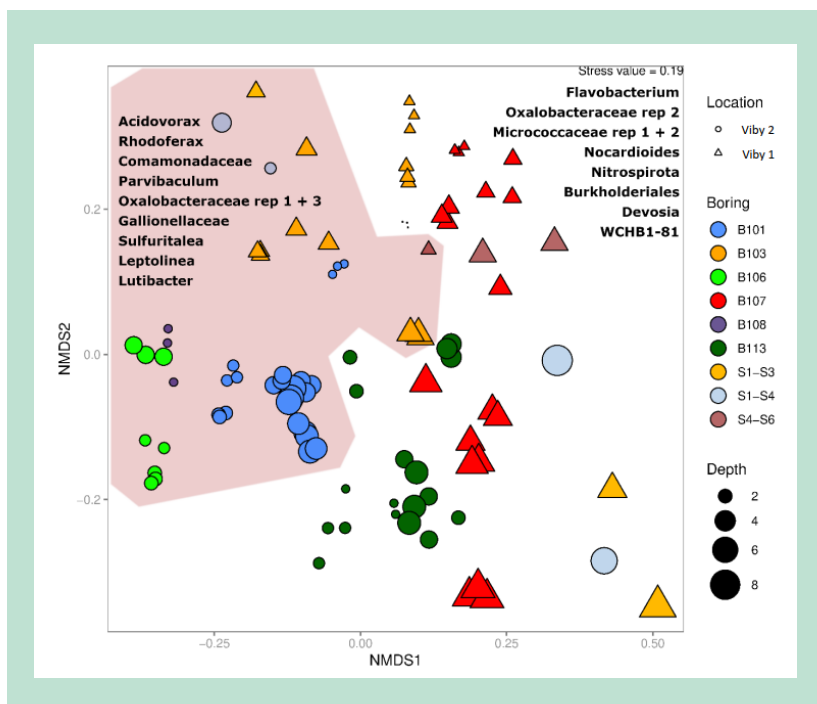 Stress value = 0.19
Flavobacterium
Oxalobacteraceae rep 2
Micrococcaceae rep 1 + 2
Nocardioides
Nitrospirota
Burkholderiales
Devosia
WCHB1-81
Acidovorax
Rhodoferax
Comamonadaceae
Parvibaculum
Oxalobacteraceae rep 1 + 3
Gallionellaceae
Sulfuritalea
Leptolinea
Lutibacter
NMDS2
0.2
0.0
−0.2
−0.25
0.00
0.25
0.50
NMDS1
Location
Viby 2
Viby 1
Boring
B101
B103
B106
B107
B108
B113
S1−S3
S1−S4
S4−S6
Depth
2
4
6
8